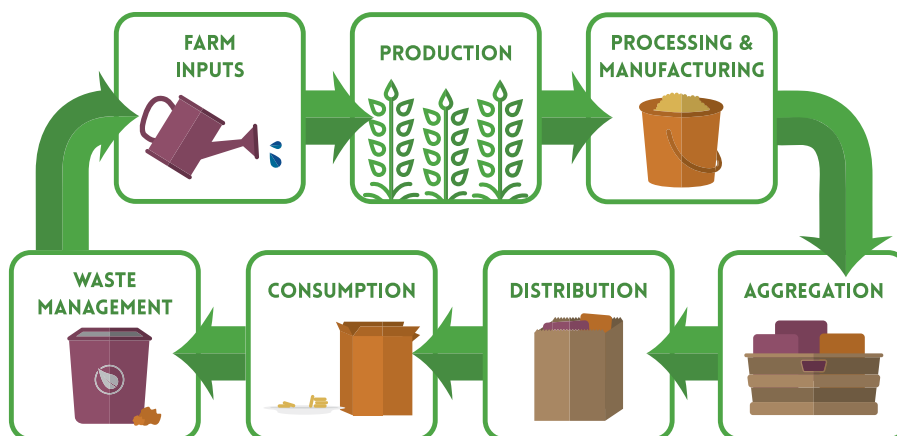 FARM
INPUTS
PRODUCTION
PROCESSING &
MANUFACTURING
AGGREGATION
DISTRIBUTION
CONSUMPTION
WASTE
MANAGEMENT